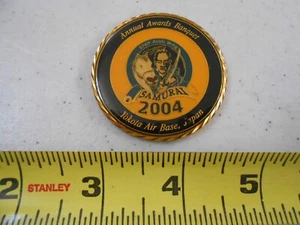 Annual Awards Banquet
SAMURAI
2004
Yokota Air Base, Japan
2 STANLEY 3 4 5